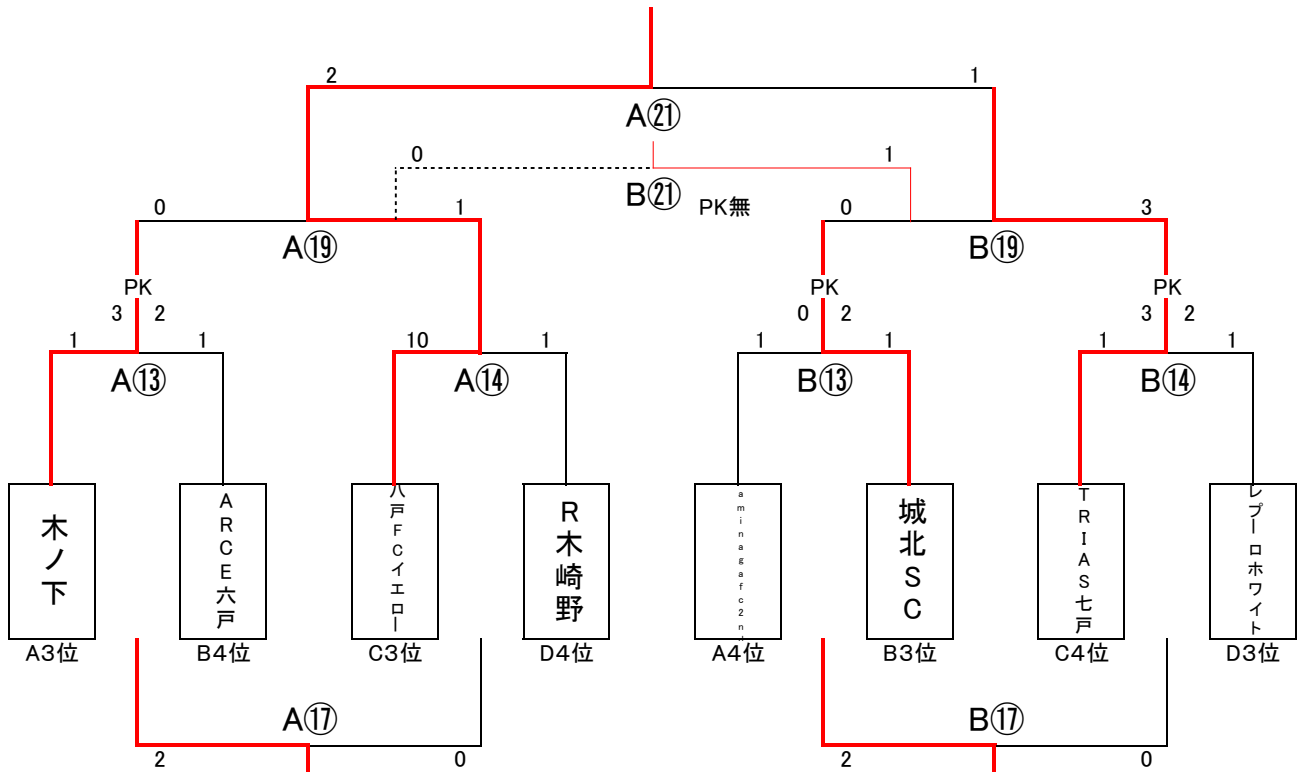 2 1
A㉑
0 1
B㉑ PK無
0 1 0 3
A⑲ B⑲
PK PK PK
3 2 0 2 3 2
1 1 10 1 1 1 1 1
A⑬ A⑭ B⑬ B⑭
木ノ下
ARCE六戸
八戸FCイエロー
R木崎野
aminagafc2n
城北SC
TRIAS七戸
レプーロホワイト
A3位 B4位 C3位 D4位 A4位 B3位 C4位 D3位
A⑰ B⑰
2 0 2 0